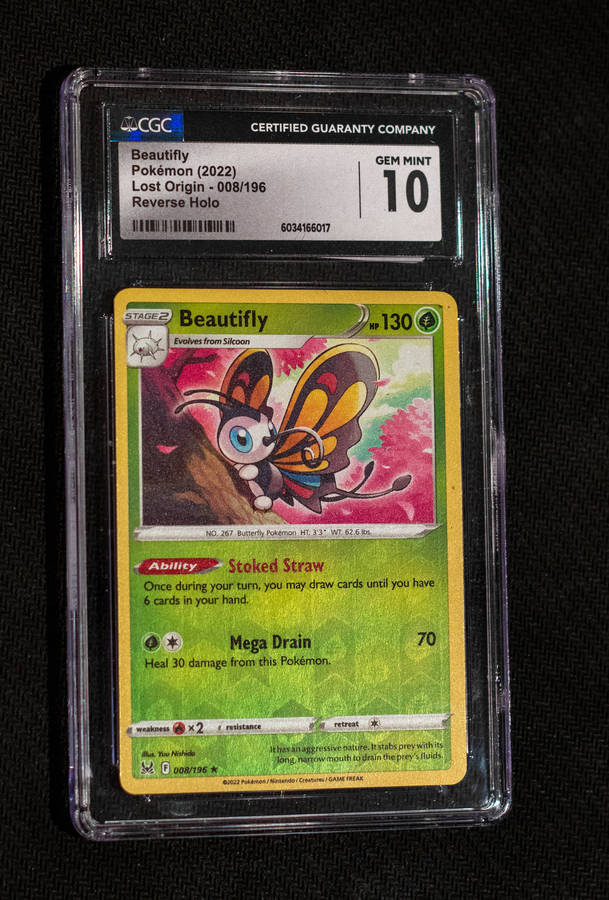 CGC
CERTIFIED GUARANTY COMPANY
Beautifly
Pokémon (2022)
Lost Origin - 008/196
Reverse Holo
GEM MINT
10
6034166017
STAGE 2
Beautifly
HP 130
Evolves from Silcoon
NO. 267 Butterfly Pokémon HT: 3'3" WT: 62.6 lbs.
Ability
Stoked Straw
Once during your turn, you may draw cards until you have
6 cards in your hand.
Mega Drain
70
Heal 30 damage from this Pokémon.
weakness ×2 resistance retreat
Illus. You Nishida
It has an aggressive nature. It stabs prey with its
long, narrow mouth to drain the prey's fluids.
F 008/196 ★
©2022 Pokémon / Nintendo / Creatures / GAME FREAK